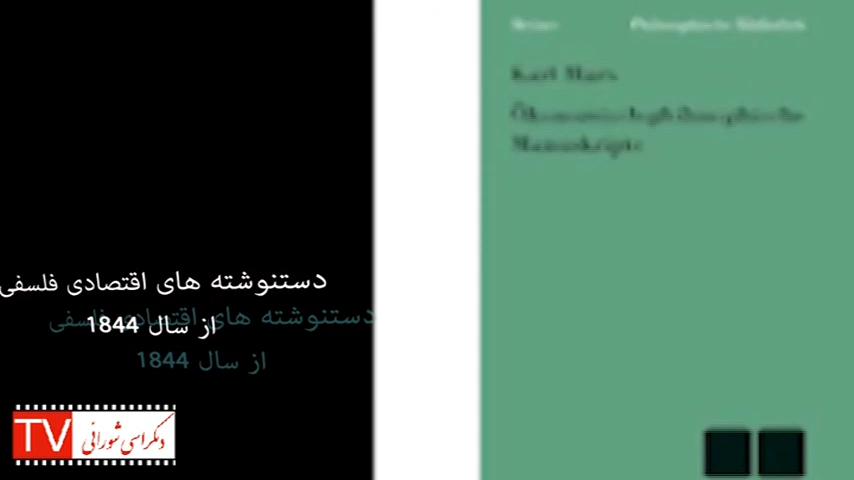 دستنوشته های اقتصادی فلسفی
از سال 1844
دستنوشته های اقتصادی فلسفی
از سال 1844
TV دمکراسی شورائی
Meiner Philosophische Bibliothek
Karl Marx
Ökonomisch-philosophische
Manuskripte